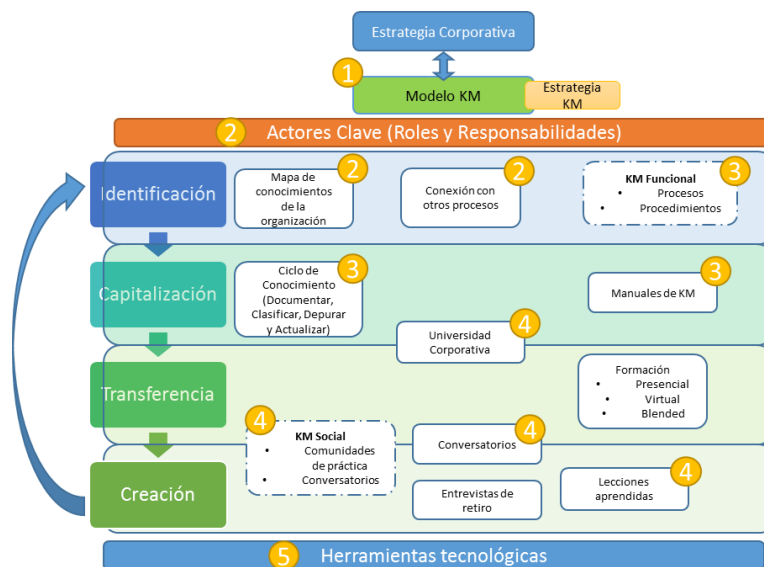 Estrategia Corporativa
1
Modelo KM
Estrategia
KM
2
Actores Clave (Roles y Responsabilidades)
Identificación
Mapa de
conocimientos
de la
organización
2
Conexión con
otros procesos
2
KM Funcional
• Procesos
• Procedimientos
3
Capitalización
Ciclo de
Conocimiento
(Documentar,
Clasificar, Depurar
y Actualizar)
3
Manuales de KM
3
Universidad
Corporativa
4
Transferencia
Formación
• Presencial
• Virtual
• Blended
4
KM Social
• Comunidades
de práctica
• Conversatorios
Conversatorios
4
Creación
Entrevistas de
retiro
Lecciones
aprendidas
4
5
Herramientas tecnológicas